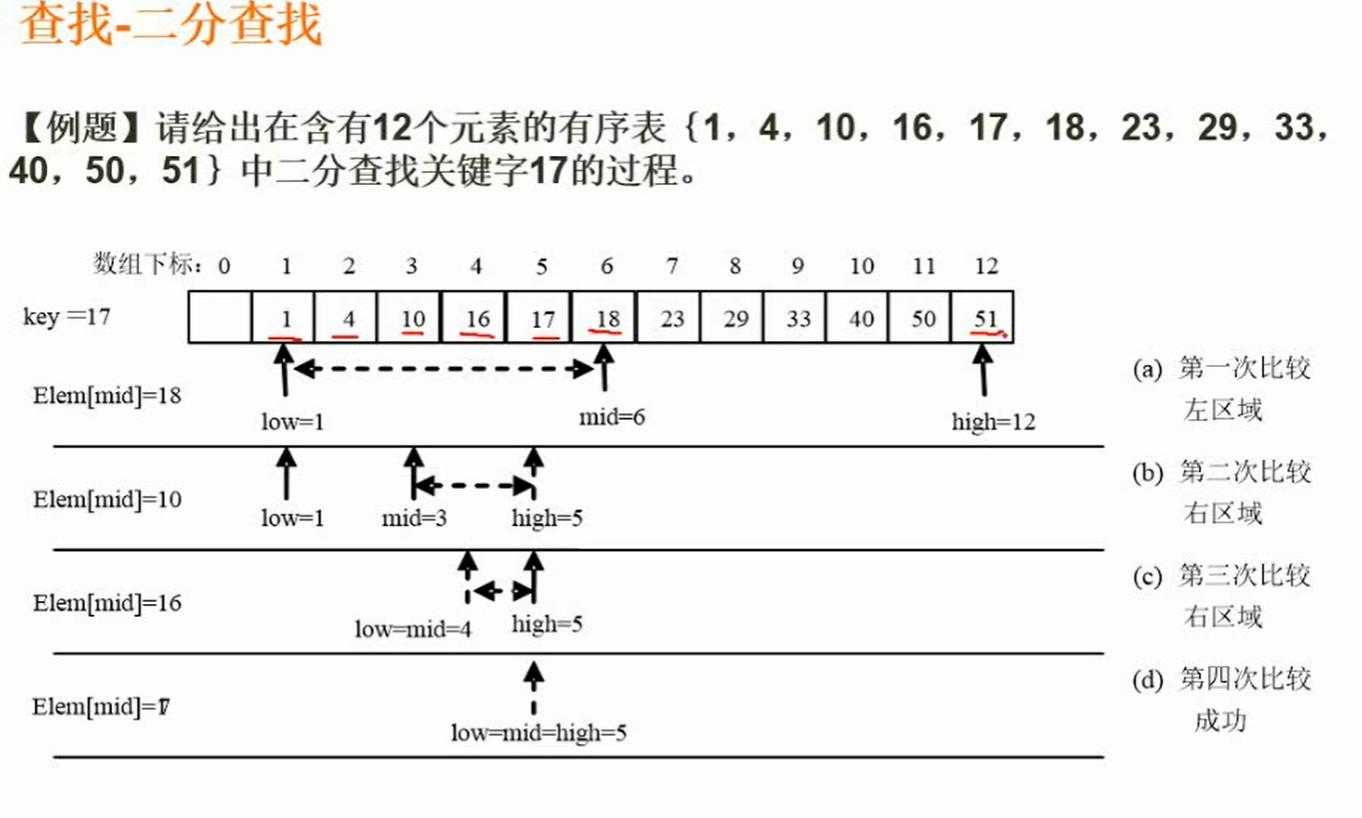 查找-二分查找
【例题】请给出在含有12个元素的有序表｛1，4，10，16，17，18，23，29，33，
40，50，51｝中二分查找关键字17的过程。
数组下标：0 1 2 3 4 5 6 7 8 9 10 11 12
key＝17 1 4 10 16 17 18 23 29 33 40 50 51
Elem[mid]=18 low=1 mid=6 high=12 (a) 第一次比较
左区域
Elem[mid]=10 low=1 mid=3 high=5 (b) 第二次比较
右区域
Elem[mid]=16 low=mid=4 high=5 (c) 第三次比较
右区域
Elem[mid]=17 low=mid=high=5 (d) 第四次比较
成功